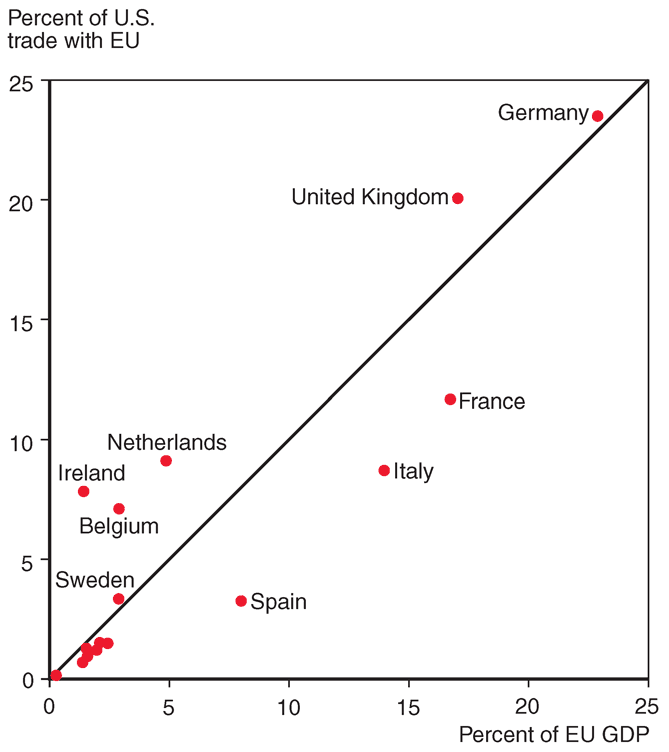 Percent of U.S.
trade with EU
25
Germany
United Kingdom
20
15
France
10
Netherlands
Italy
Ireland
Belgium
5
Sweden
Spain
0
0
5
10
15
20
25
Percent of EU GDP